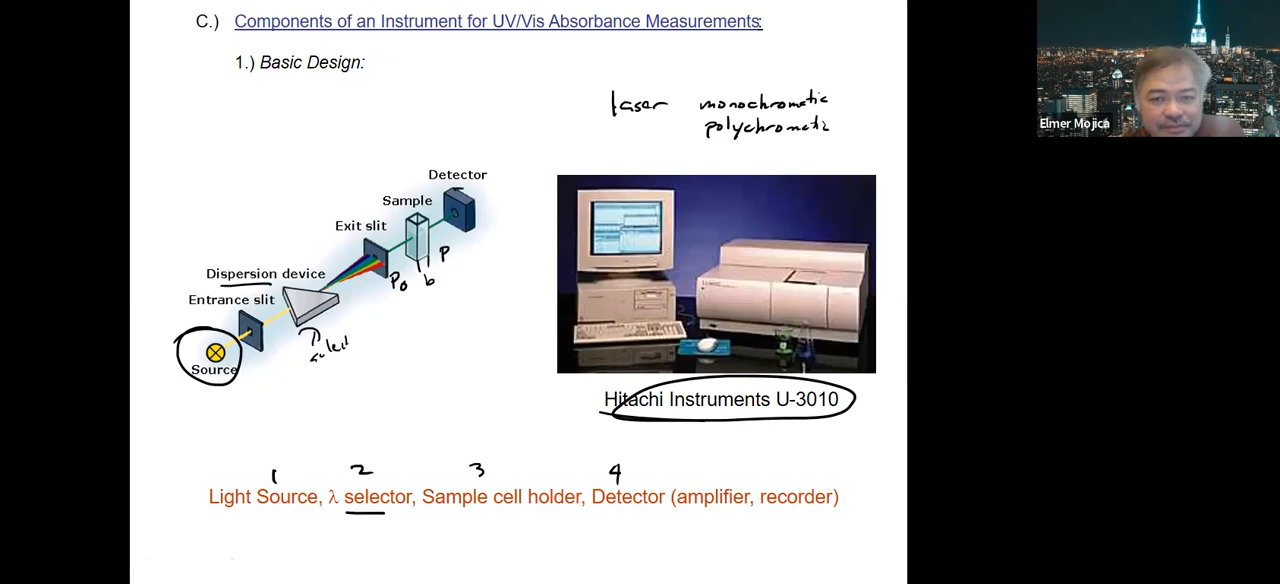 C.) Components of an Instrument for UV/Vis Absorbance Measurements:
1.) Basic Design:
laser monochromatic
polychromatic
Elmer Mojica
Detector
Sample
Exit slit
P
P₀ b
Dispersion device
Entrance slit
Source
Hitachi Instruments U-3010
1 2 3 4
Light Source, λ selector, Sample cell holder, Detector (amplifier, recorder)